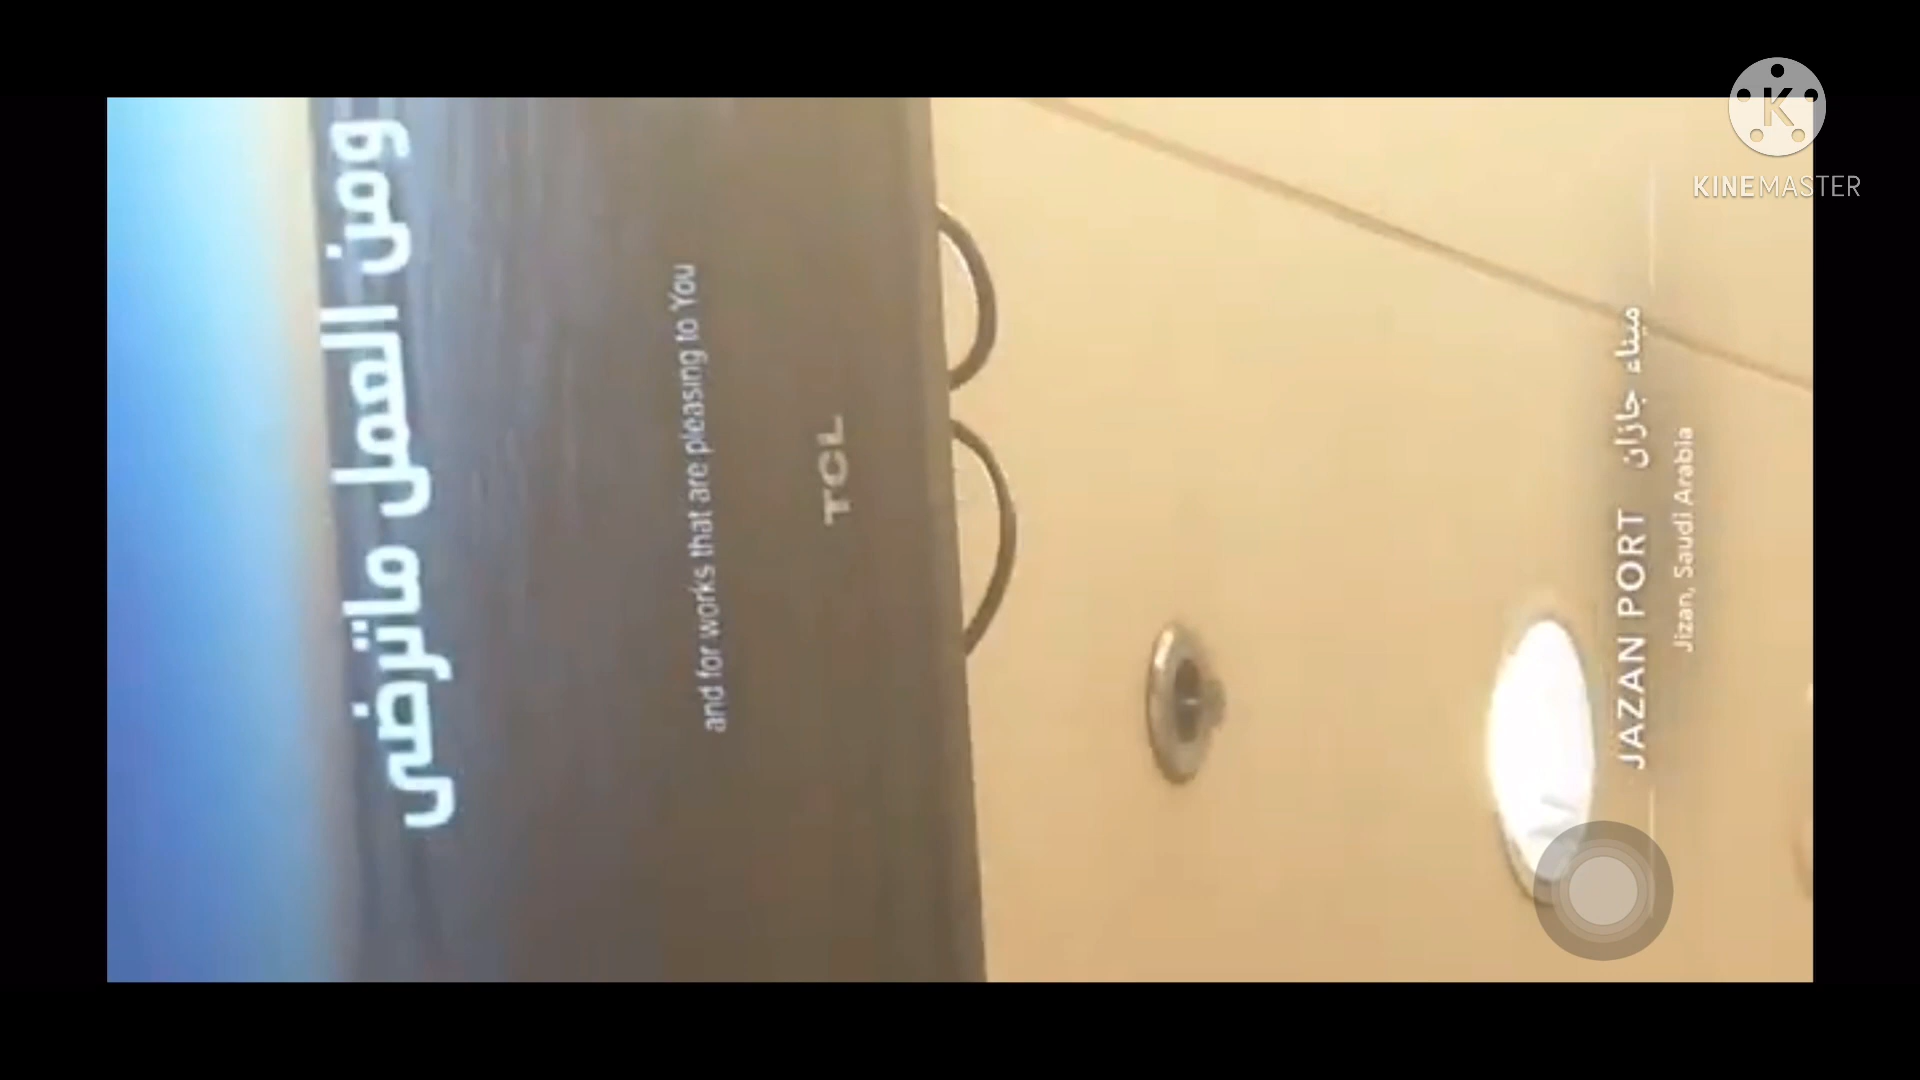 ومن العمل ماترضى
and for works that are pleasing to You
TCL
JAZAN PORT ميناء جازان
Jizan, Saudi Arabia
K
KINEMASTER